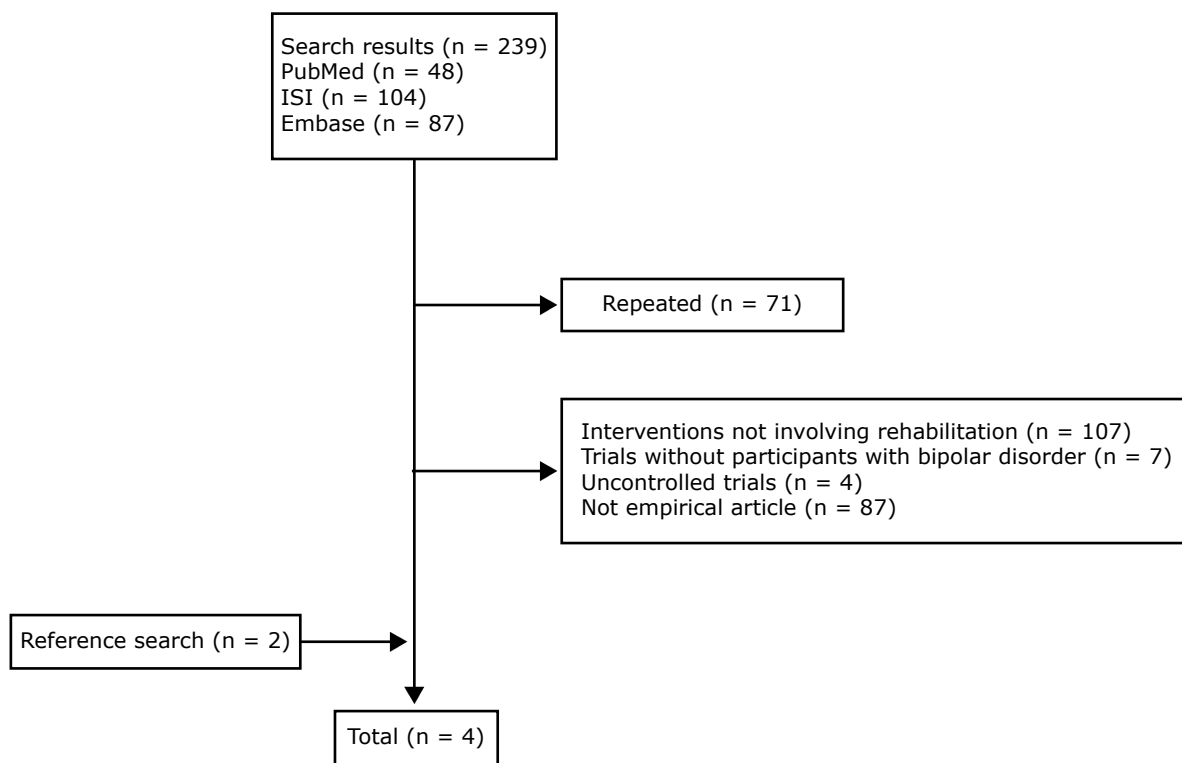 Search results (n = 239)
PubMed (n = 48)
ISI (n = 104)
Embase (n = 87)
Repeated (n = 71)
Interventions not involving rehabilitation (n = 107)
Trials without participants with bipolar disorder (n = 7)
Uncontrolled trials (n = 4)
Not empirical article (n = 87)
Reference search (n = 2)
Total (n = 4)